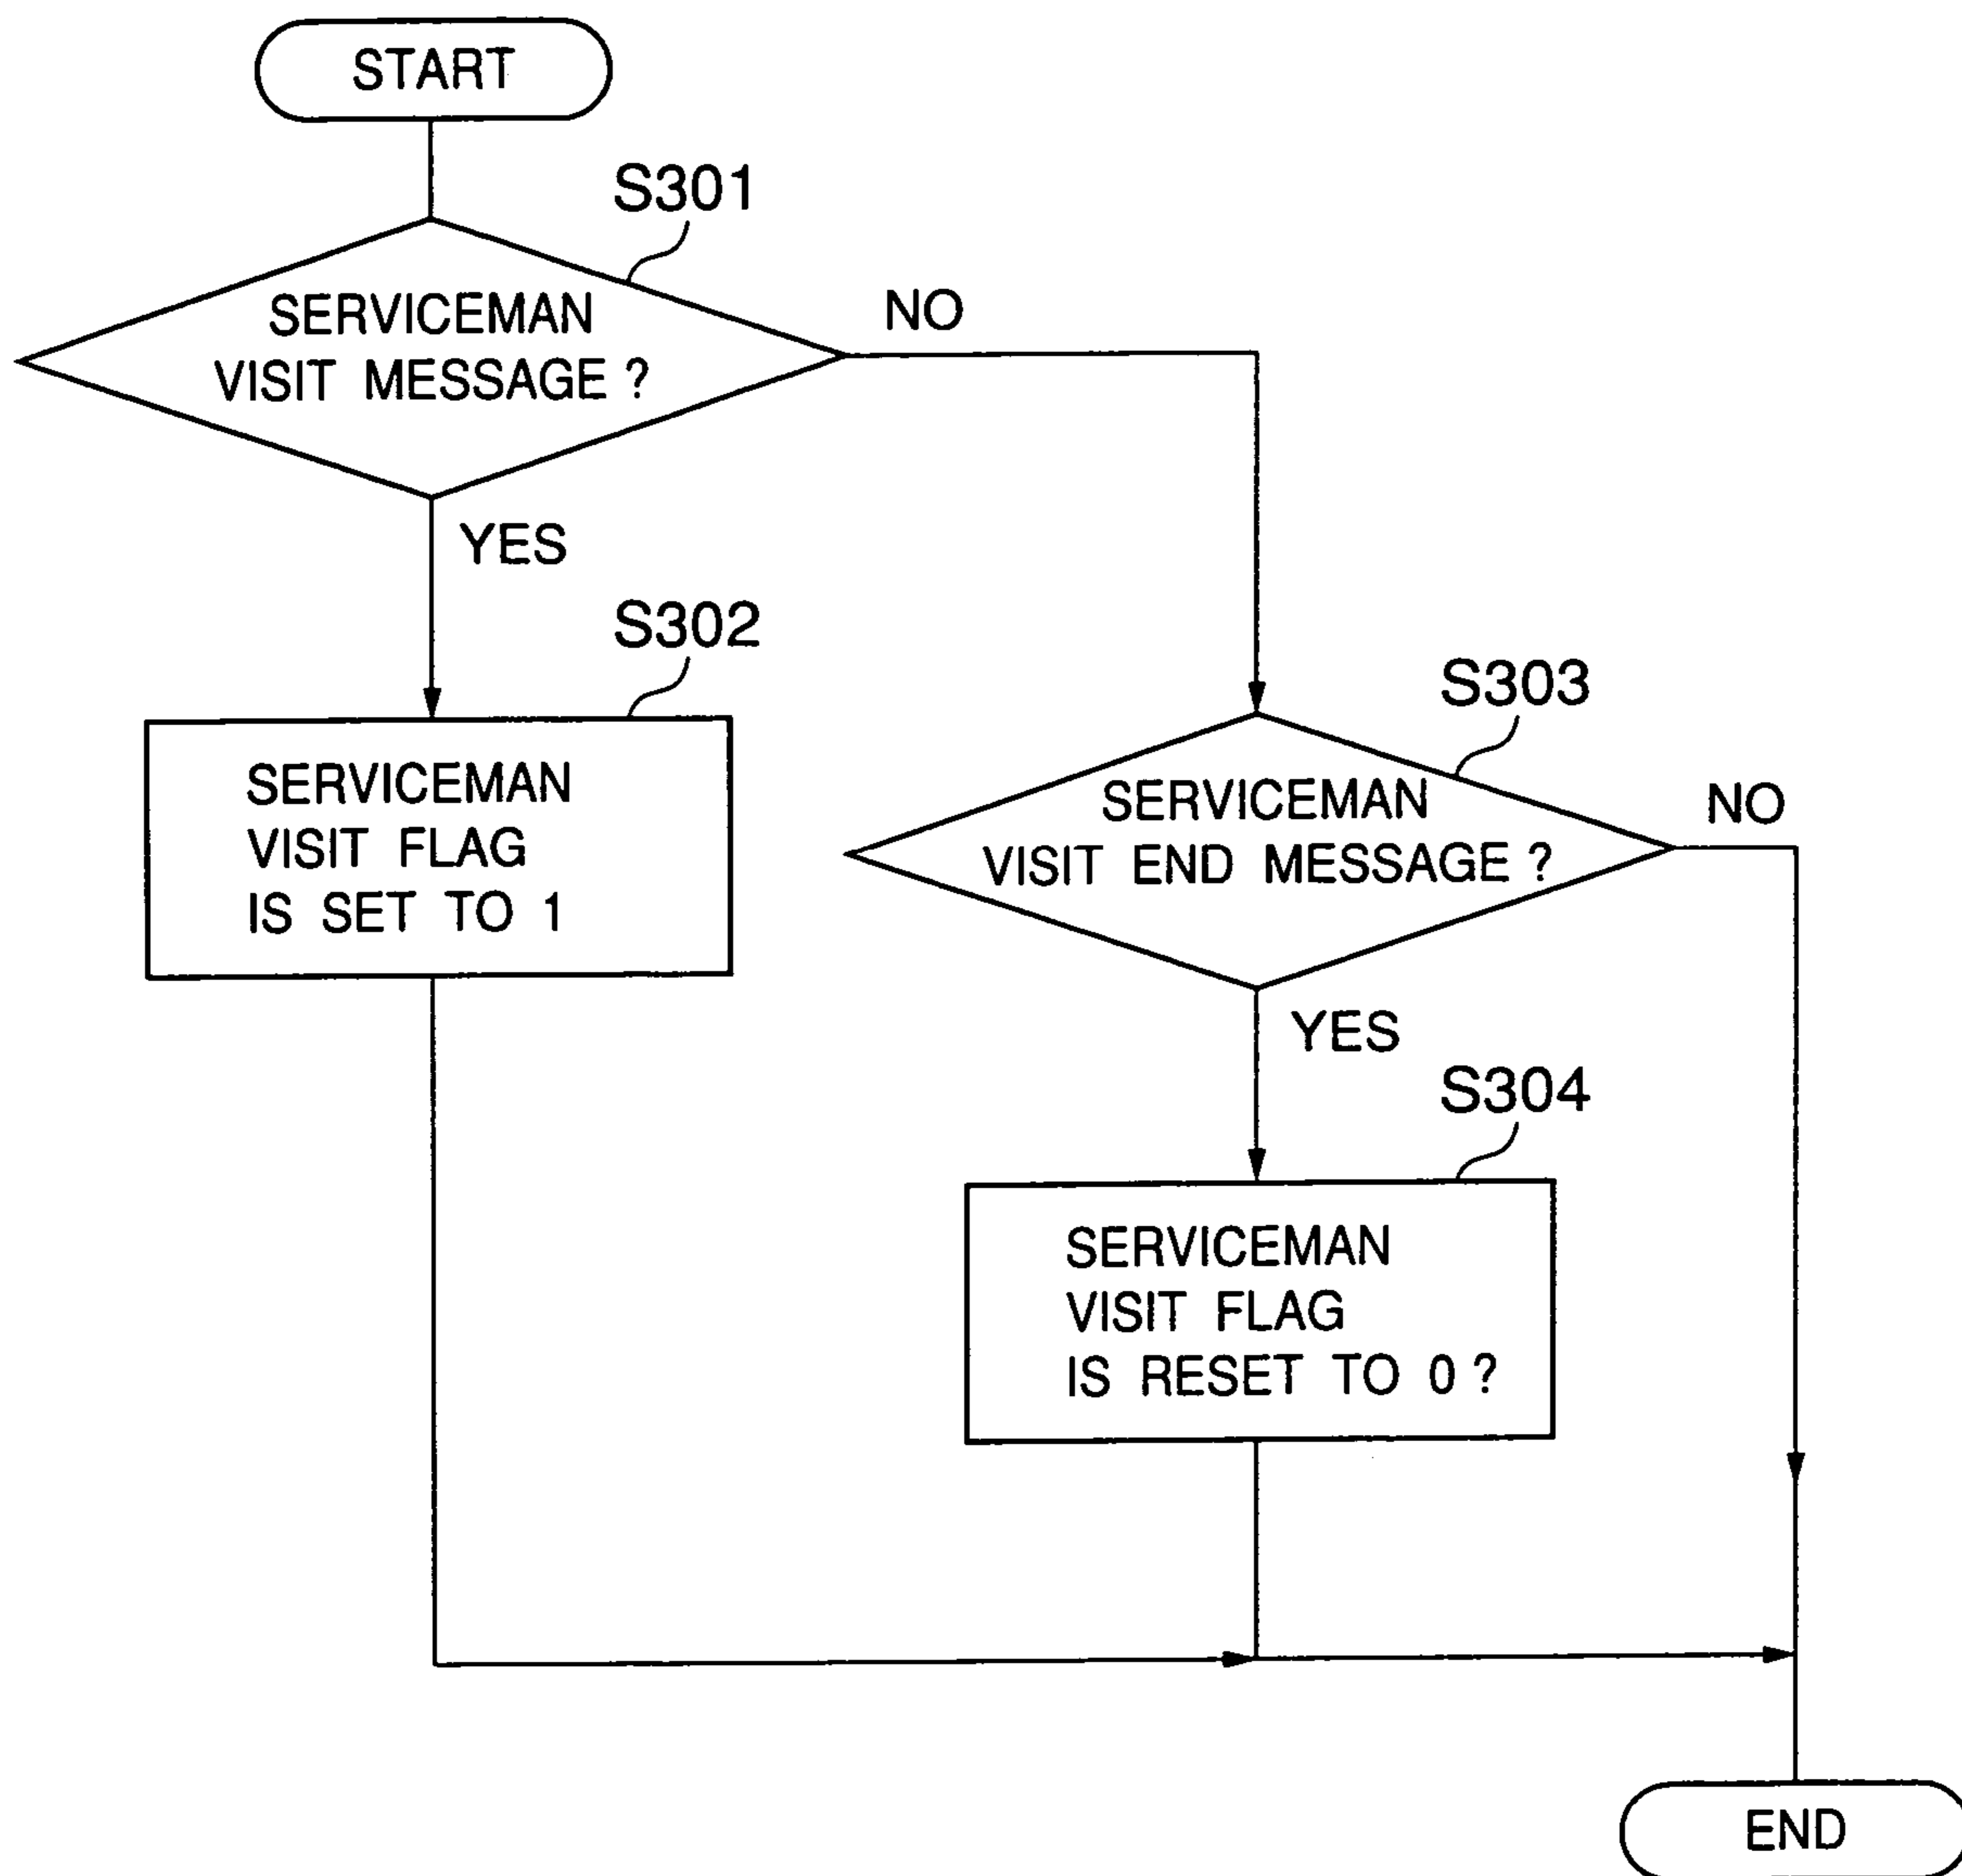 START
S301
SERVICEMAN
VISIT MESSAGE ?
NO
YES
S302
SERVICEMAN
VISIT FLAG
IS SET TO 1
S303
SERVICEMAN
VISIT END MESSAGE ?
NO
YES
S304
SERVICEMAN
VISIT FLAG
IS RESET TO 0 ?
END